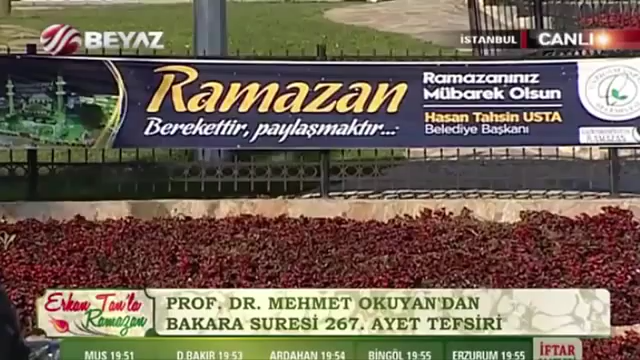 BEYAZ
İSTANBUL
CANLI
Ramazan
Berekettir, paylaşmaktır...
Ramazanınız
Mübarek Olsun
Hasan Tahsin USTA
Belediye Başkanı
RAMAZAN
Erkan Tan'la
Ramazan
PROF. DR. MEHMET OKUYAN'DAN
BAKARA SURESİ 267. AYET TEFSİRİ
MUŞ 19:51 D.BAKIR 19:53 ARDAHAN 19:54 BİNGÖL 19:55 ERZURUM 19:55
İFTAR